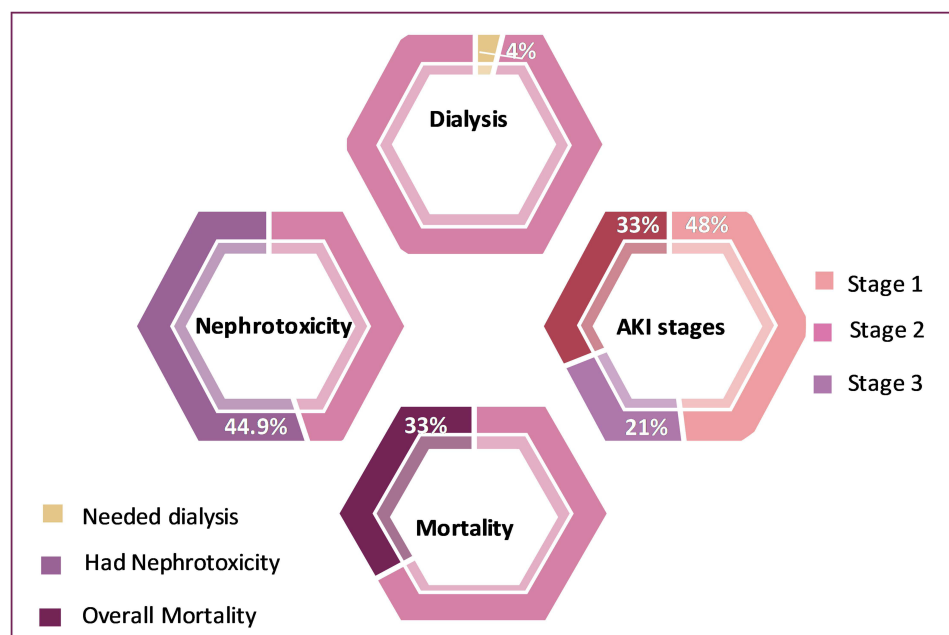 4%
Dialysis
33%
48%
Stage 1
Nephrotoxicity
AKI stages
Stage 2
Stage 3
44.9%
33%
21%
Needed dialysis
Mortality
Had Nephrotoxicity
Overall Mortality